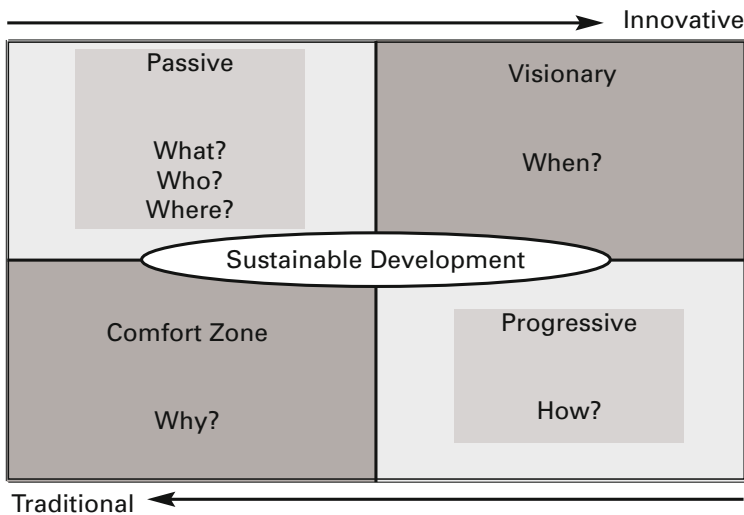 Innovative
Passive
What?
Who?
Where?
Visionary
When?
Sustainable Development
Comfort Zone
Why?
Progressive
How?
Traditional